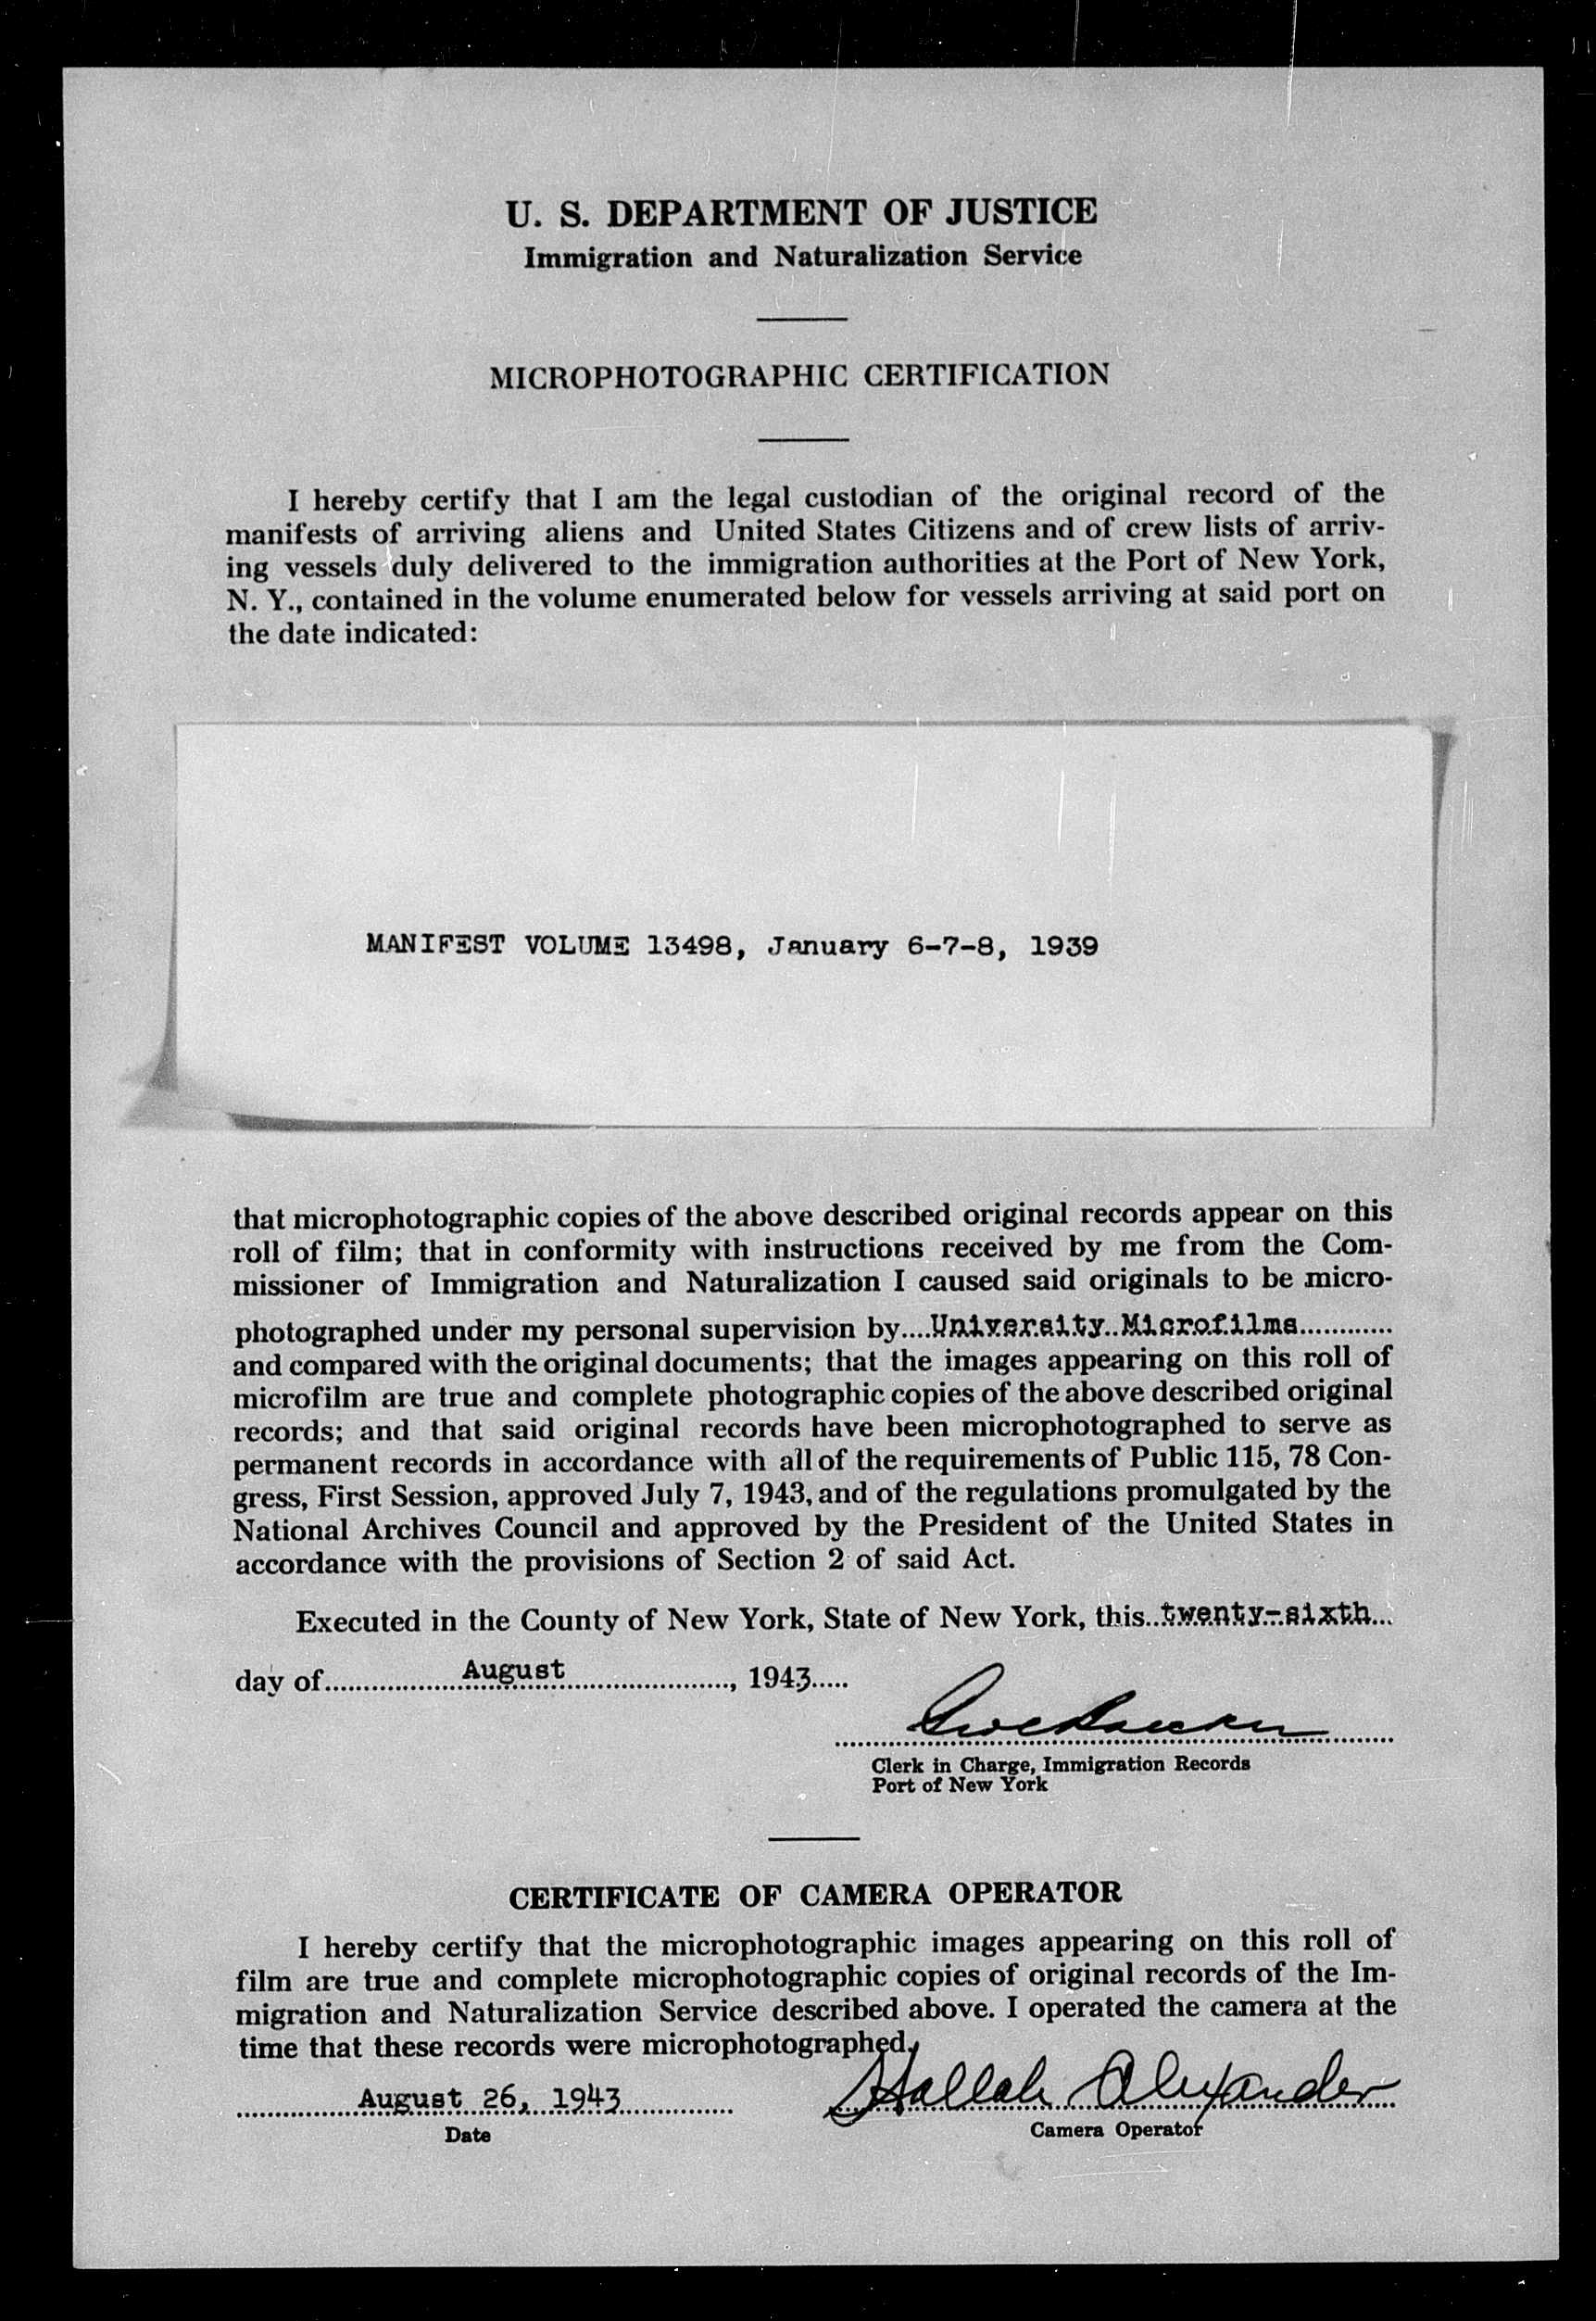 U. S. DEPARTMENT OF JUSTICE
Immigration and Naturalization Service
MICROPHOTOGRAPHIC CERTIFICATION
I hereby certify that I am the legal custodian of the original record of the
manifests of arriving aliens and United States Citizens and of crew lists of arriv-
ing vessels duly delivered to the immigration authorities at the Port of New York,
N. Y., contained in the volume enumerated below for vessels arriving at said port on
the date indicated:
MANIFEST VOLUME 13498, January 6-7-8, 1939
that microphotographic copies of the above described original records appear on this
roll of film; that in conformity with instructions received by me from the Com-
missioner of Immigration and Naturalization I caused said originals to be micro-
photographed under my personal supervision by....University Microfilms............
and compared with the original documents; that the images appearing on this roll of
microfilm are true and complete photographic copies of the above described original
records; and that said original records have been microphotographed to serve as
permanent records in accordance with all of the requirements of Public 115, 78 Con-
gress, First Session, approved July 7, 1943, and of the regulations promulgated by the
National Archives Council and approved by the President of the United States in
accordance with the provisions of Section 2 of said Act.
Executed in the County of New York, State of New York, this..twenty-sixth...
day of..................August......................, 1943.....
Clerk in Charge, Immigration Records
Port of New York
CERTIFICATE OF CAMERA OPERATOR
I hereby certify that the microphotographic images appearing on this roll of
film are true and complete microphotographic copies of original records of the Im-
migration and Naturalization Service described above. I operated the camera at the
time that these records were microphotographed.
August 26, 1943 Alexander
Date Camera Operator